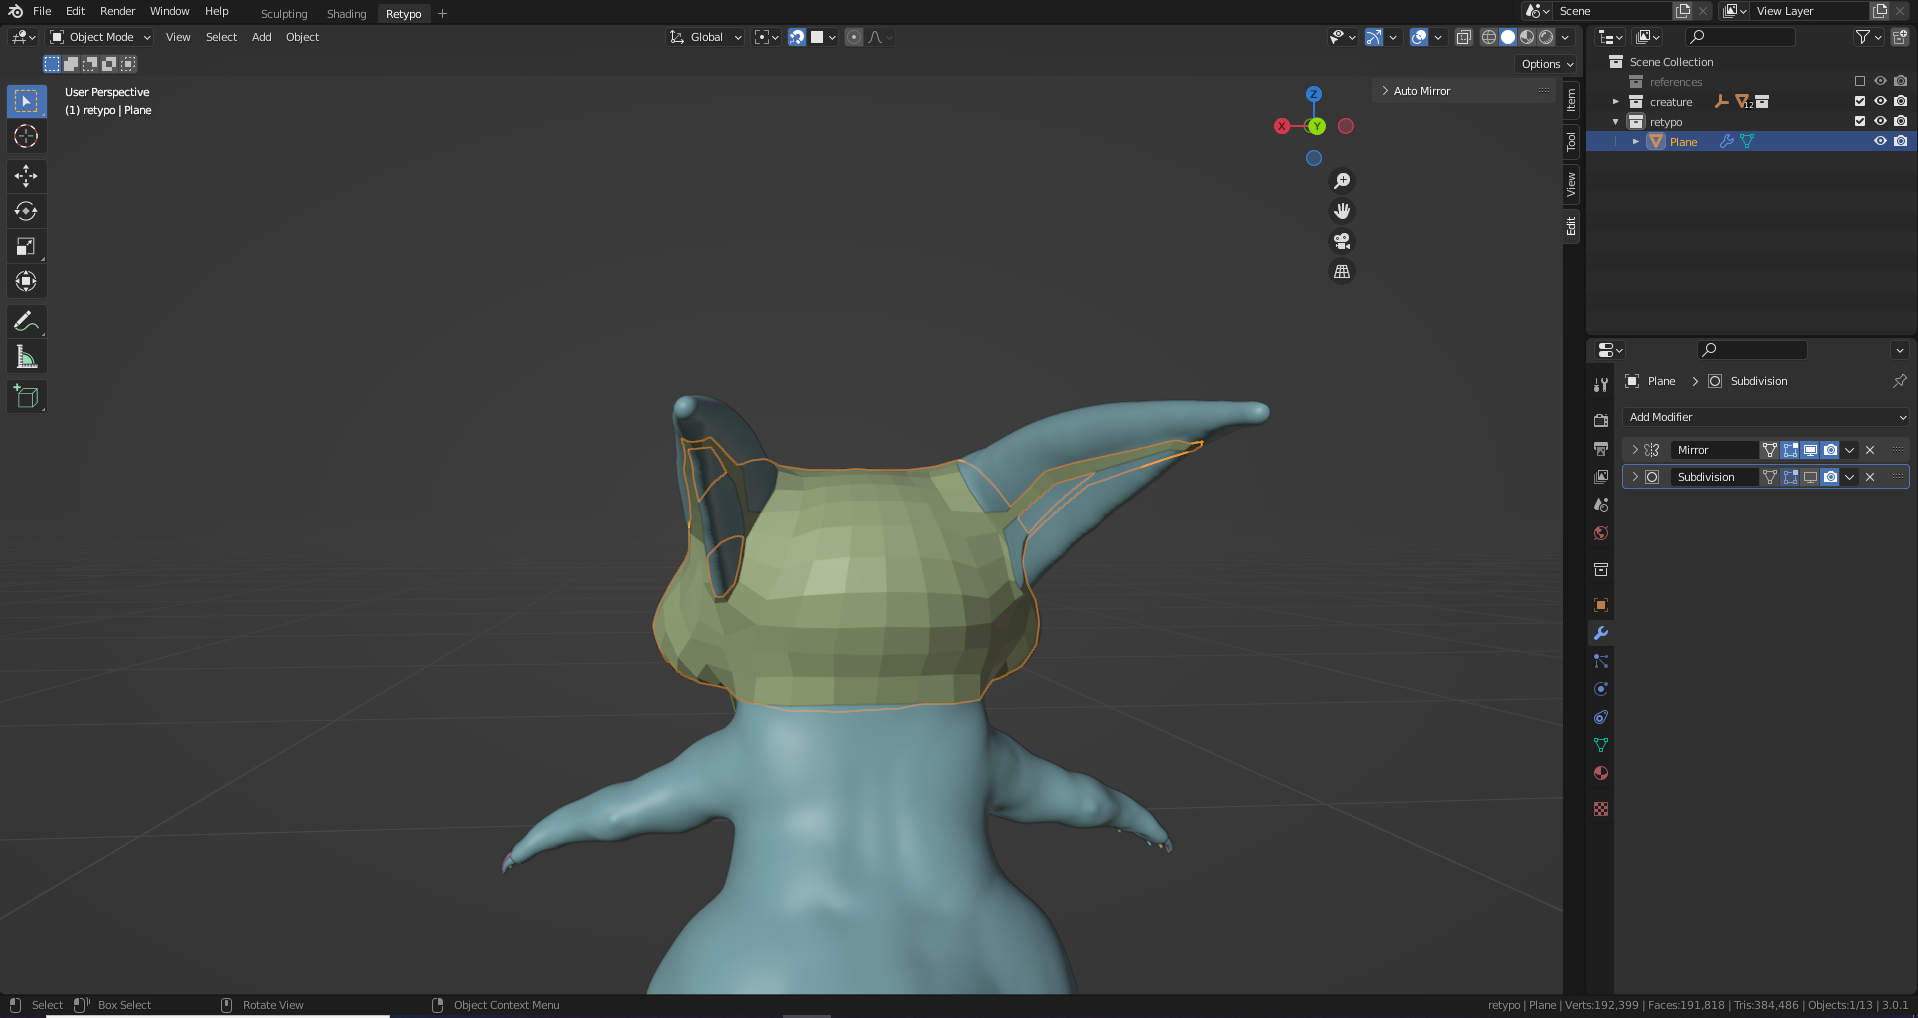 File Edit Render Window Help Sculpting Shading Retypo + Scene View Layer
Object Mode View Select Add Object Global
Options
User Perspective
(1) retypo | Plane
Auto Mirror
Z
X
Y
Item
Tool
View
Edit
Scene Collection
references
creature 12
retypo
Plane
Plane > Subdivision
Add Modifier
Mirror
Subdivision
Select Box Select Rotate View Object Context Menu retypo | Plane | Verts:192,399 | Faces:191,818 | Tris:384,486 | Objects:1/13 | 3.0.1